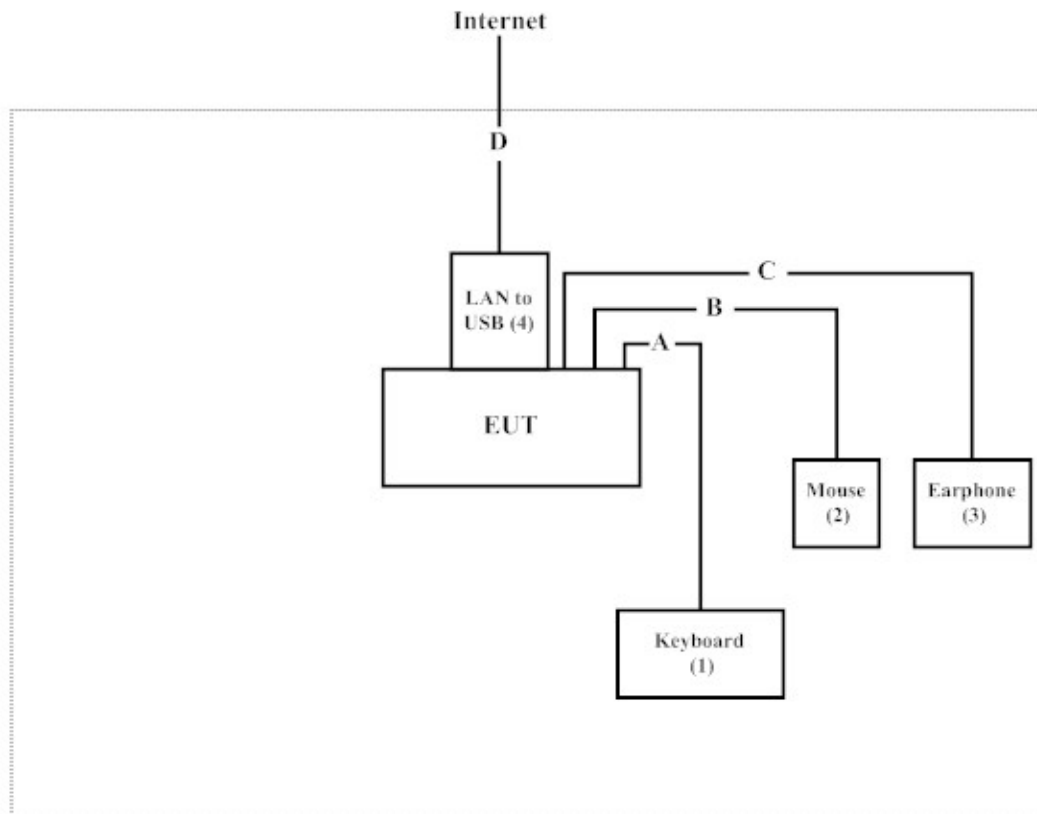 Internet
D
C
LAN to
USB (4)
B
A
EUT
Mouse
(2)
Earphone
(3)
Keyboard
(1)